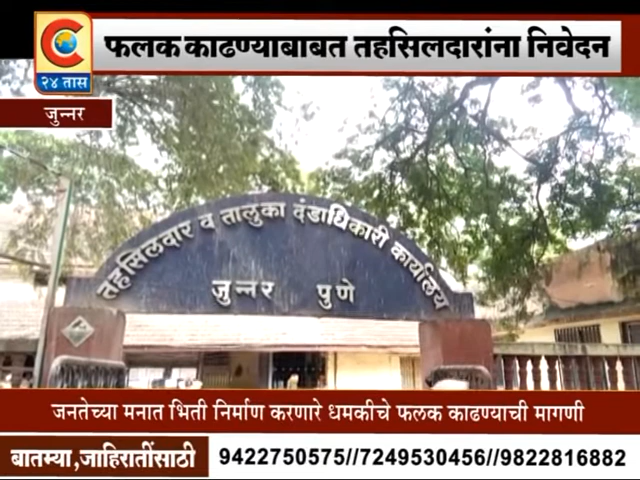 फलक काढण्याबाबत तहसिलदारांना निवेदन
C
२४ तास
जुन्नर
तहसिलदार व तालुका दंडाधिकारी कार्यालय
जुन्नर पुणे
जनतेच्या मनात भिती निर्माण करणारे धमकीचे फलक काढण्याची मागणी
बातम्या,जाहिरातींसाठी
9422750575//7249530456//9822816882